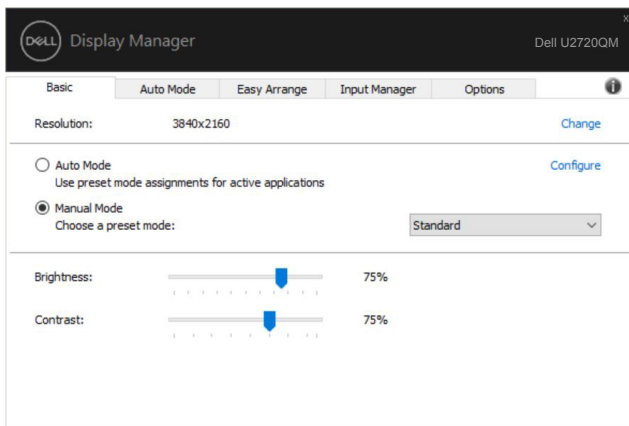 DELL Display Manager
x
Dell U2720QM
Basic Auto Mode Easy Arrange Input Manager Options i
Resolution: 3840x2160 Change
Auto Mode Configure
Use preset mode assignments for active applications
Manual Mode
Choose a preset mode: Standard
Brightness: 75%
Contrast: 75%